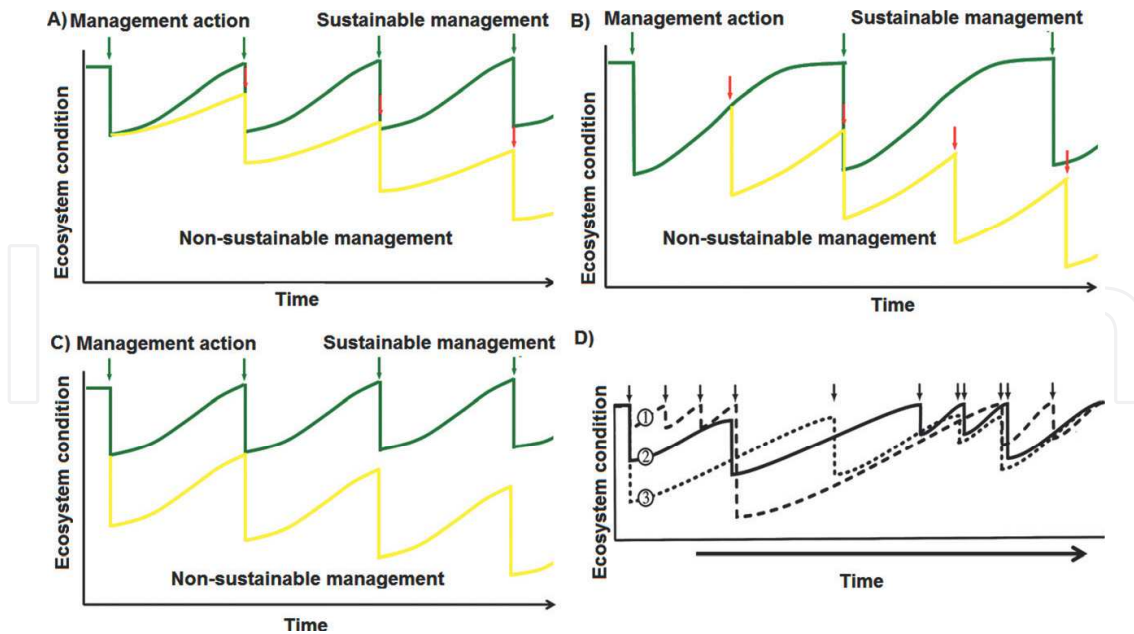 A)
Management action
Sustainable management
Ecosystem condition
Non-sustainable management
Time
B)
Management action
Sustainable management
Ecosystem condition
Non-sustainable management
Time
C) Management action
Sustainable management
Ecosystem condition
Non-sustainable management
Time
D)
Ecosystem condition
1
2
3
Time